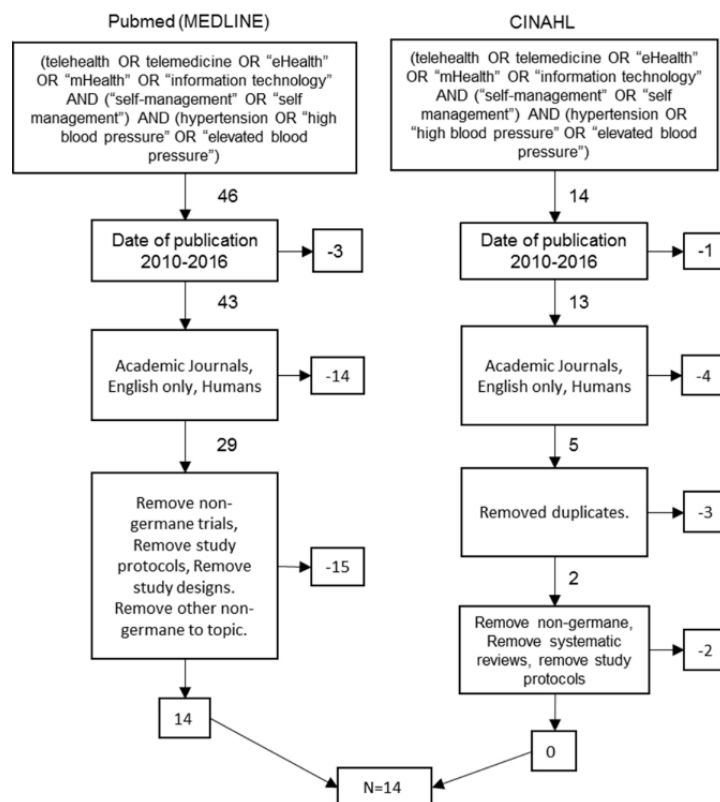 Pubmed (MEDLINE)
(telehealth OR telemedicine OR “eHealth”
OR “mHealth” OR “information technology”
AND (“self-management” OR “self
management”) AND (hypertension OR “high
blood pressure” OR “elevated blood
pressure”)
46
Date of publication
2010-2016
-3
43
Academic Journals,
English only, Humans
-14
29
Remove non-
germane trials,
Remove study
protocols, Remove
study designs.
Remove other non-
germane to topic.
-15
14
CINAHL
(telehealth OR telemedicine OR “eHealth”
OR “mHealth” OR “information technology”
AND (“self-management” OR “self
management”) AND (hypertension OR
“high blood pressure” OR “elevated blood
pressure”)
14
Date of publication
2010-2016
-1
13
Academic Journals,
English only, Humans
-4
5
Removed duplicates.
-3
2
Remove non-germane,
Remove systematic
reviews, remove study
protocols
-2
0
N=14